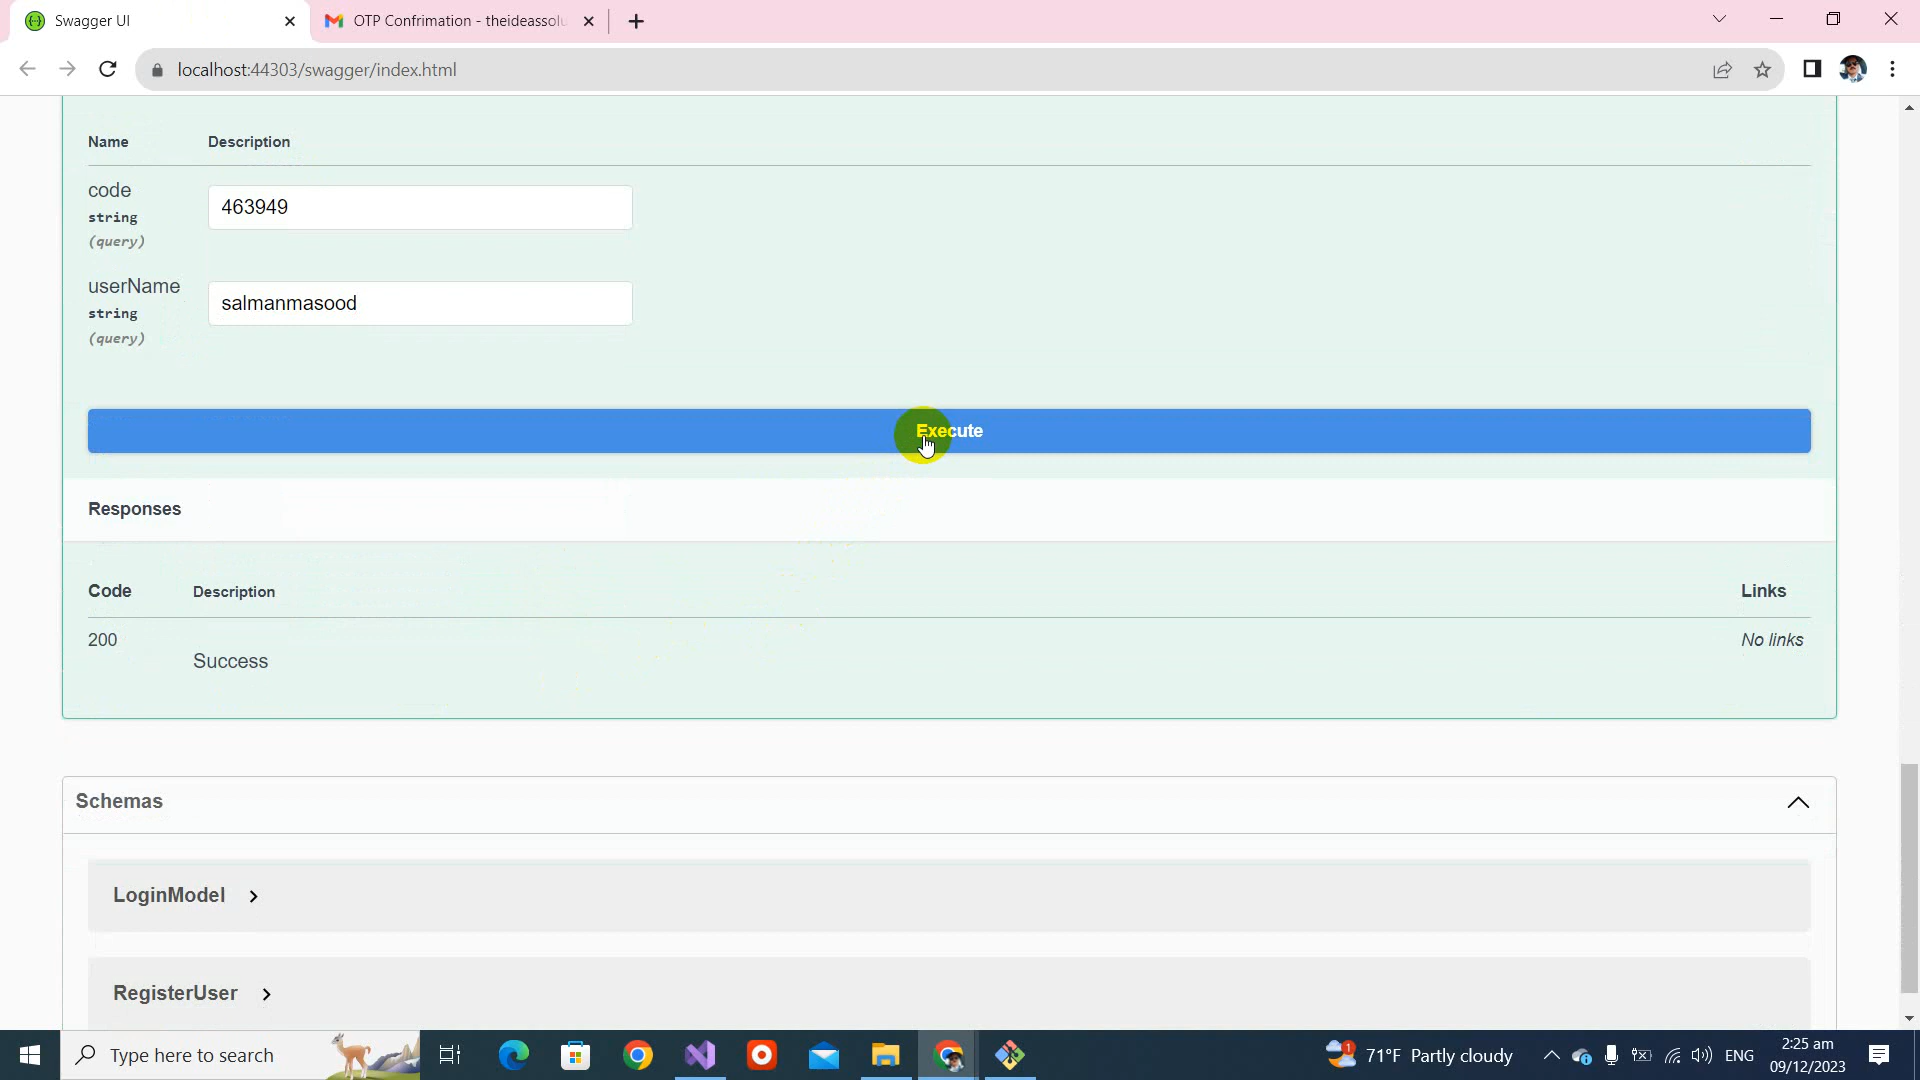 Swagger UI
OTP Confrimation - theideassolu
localhost:44303/swagger/index.html
Name Description
code
string
(query)
463949
userName
string
(query)
salmanmasood
Execute
Responses
Code Description Links
200 Success No links
Schemas
LoginModel
RegisterUser
Type here to search
1
71°F Partly cloudy
ENG
2:25 am
09/12/2023